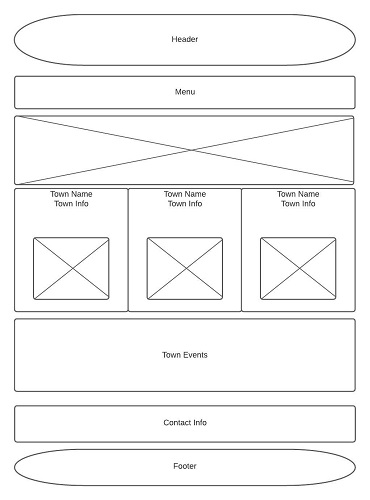 Header
Menu
Town Name
Town Info
Town Name
Town Info
Town Name
Town Info
Town Events
Contact Info
Footer